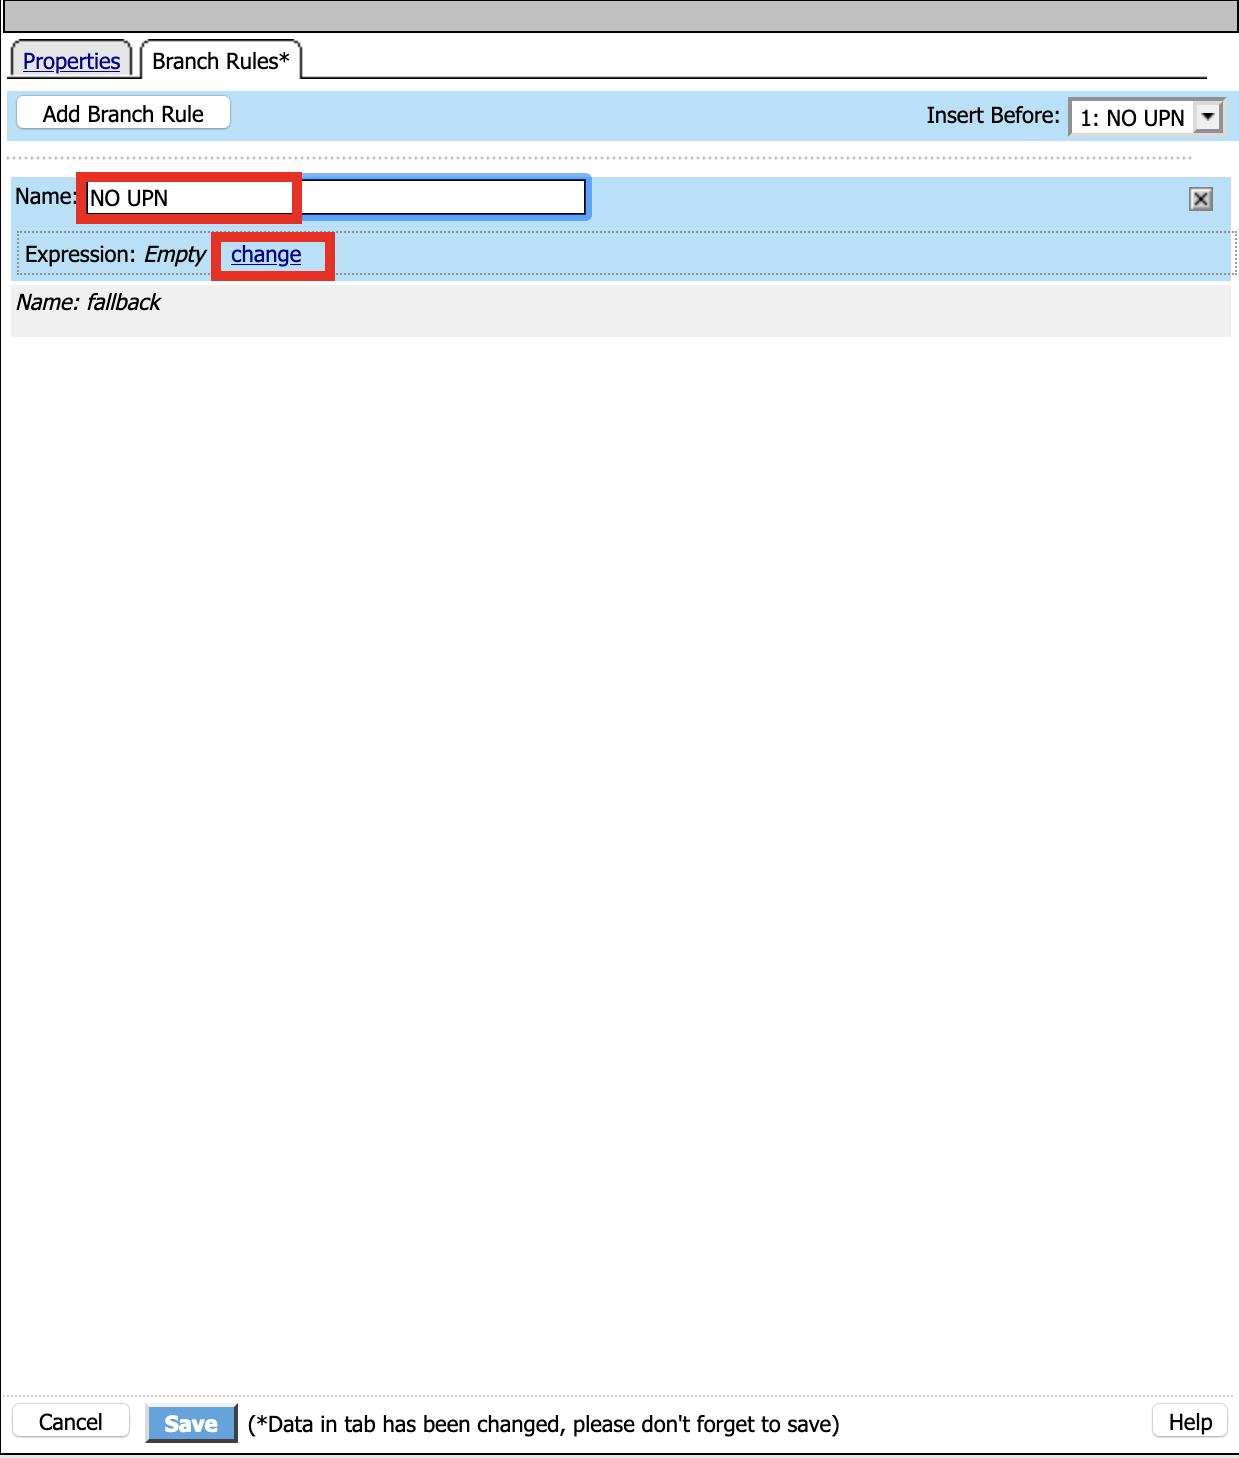 Properties Branch Rules*
Add Branch Rule Insert Before: 1: NO UPN
Name: NO UPN
Expression: Empty change
Name: fallback
Cancel Save (*Data in tab has been changed, please don't forget to save) Help